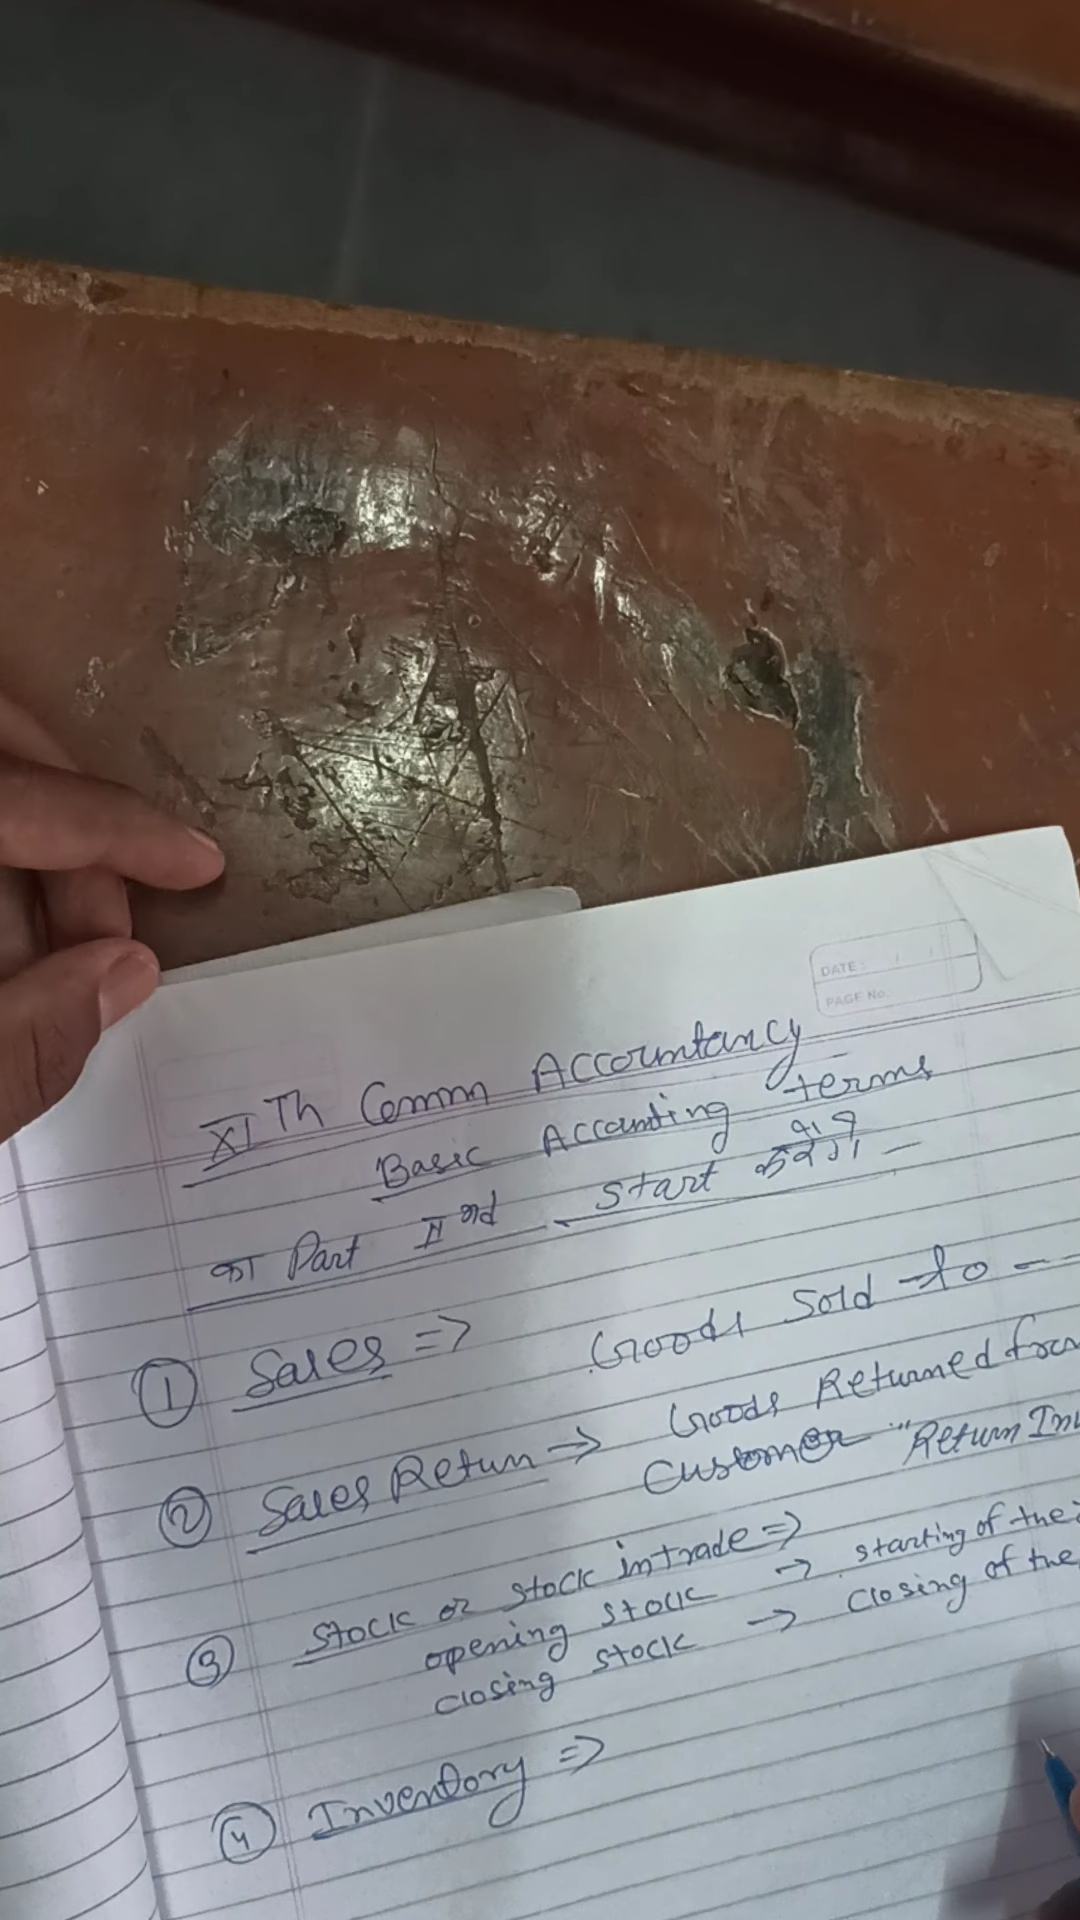 DATE: / /
PAGE No.
XI Th Comm Accountancy
Basic Accounting terms
का Part II nd start करेंगे –
① Sales => Goods Sold to –
② Sales Return => Goods Returned from
Customer "Return Inw
③ Stock or stock in trade =>
opening stock -> starting of the
closing stock -> closing of the
④ Inventory =>